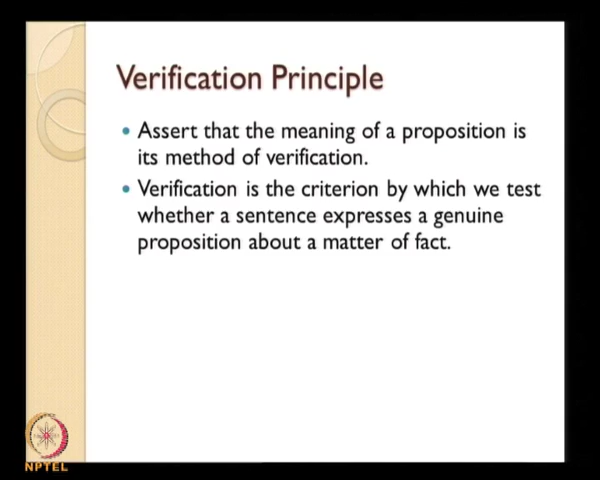 Verification Principle
Assert that the meaning of a proposition is
its method of verification.
Verification is the criterion by which we test
whether a sentence expresses a genuine
proposition about a matter of fact.
NPTEL